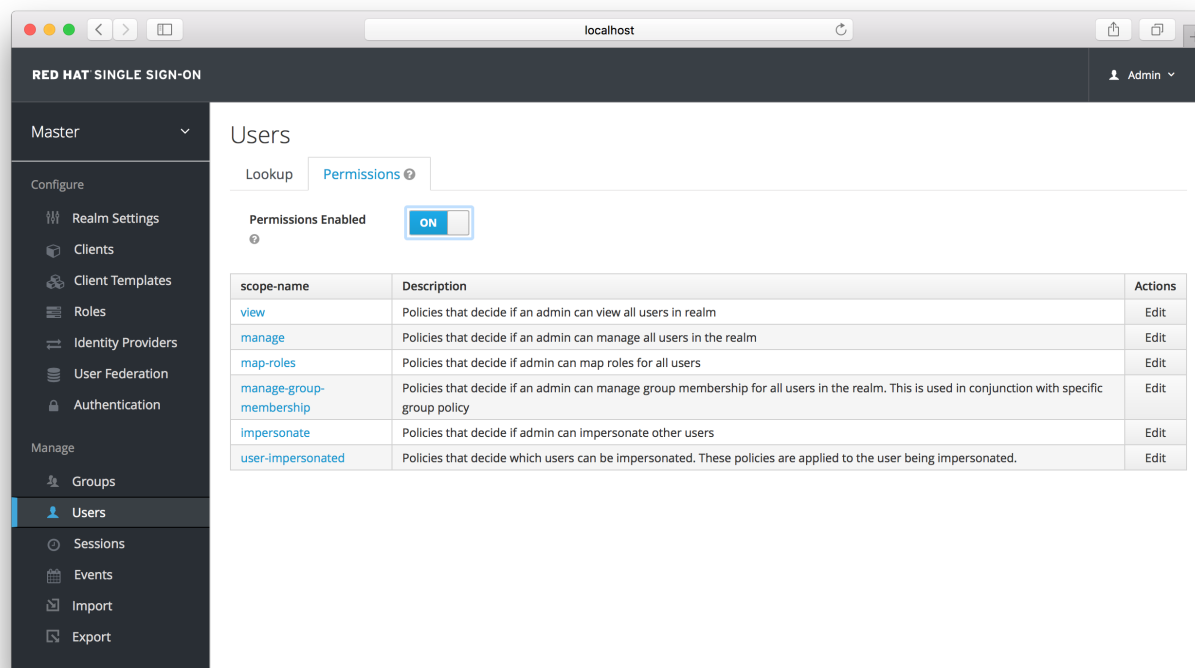 localhost
RED HAT SINGLE SIGN-ON
Admin
Master
Configure
Realm Settings
Clients
Client Templates
Roles
Identity Providers
User Federation
Authentication
Manage
Groups
Users
Sessions
Events
Import
Export
Users
Lookup
Permissions
Permissions Enabled
ON
scope-name Description Actions
view Policies that decide if an admin can view all users in realm Edit
manage Policies that decide if an admin can manage all users in the realm Edit
map-roles Policies that decide if admin can map roles for all users Edit
manage-group- Policies that decide if an admin can manage group membership for all users in the realm. This is used in conjunction with specific Edit
membership group policy
impersonate Policies that decide if admin can impersonate other users Edit
user-impersonated Policies that decide which users can be impersonated. These policies are applied to the user being impersonated. Edit